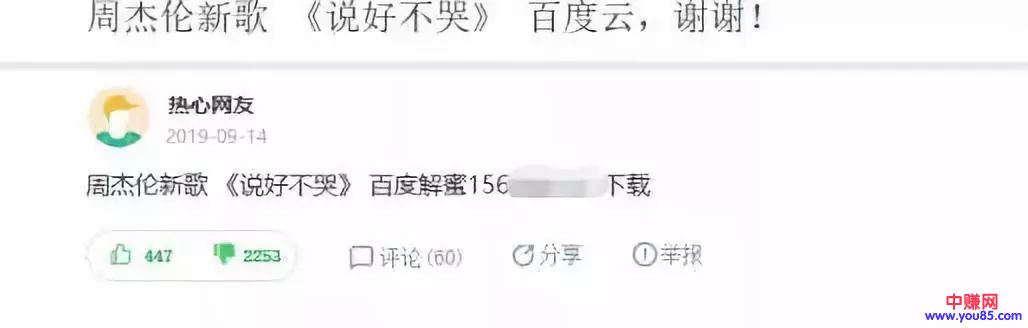 周杰伦新歌 《说好不哭》 百度云，谢谢！
热心网友
2019-09-14
周杰伦新歌 《说好不哭》 百度解蜜156 下载
447 2253 评论(60) 分享 举报
中赚网
www.you85.com